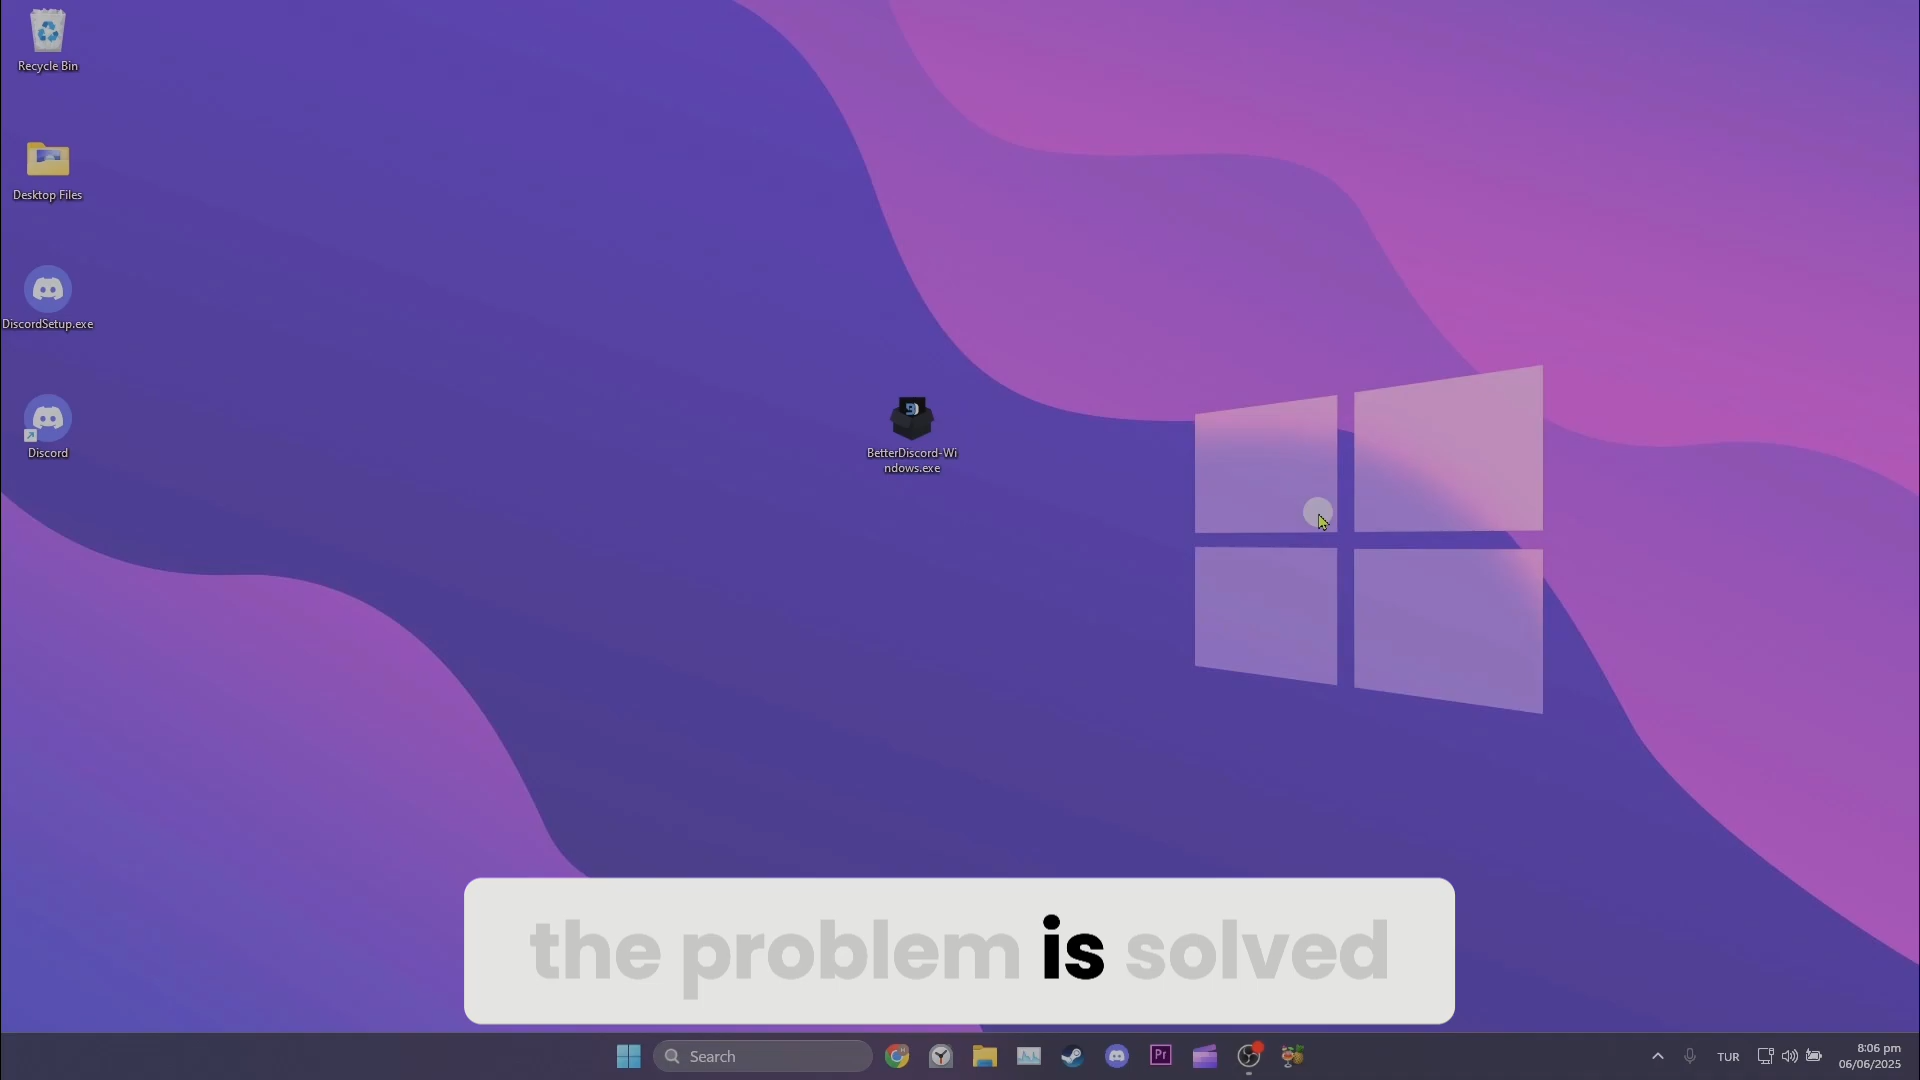 Recycle Bin
Desktop Files
DiscordSetup.exe
Discord
BetterDiscord-Wi
ndows.exe
the problem is solved
Search
Pr
TUR
8:06 pm
06/06/2025